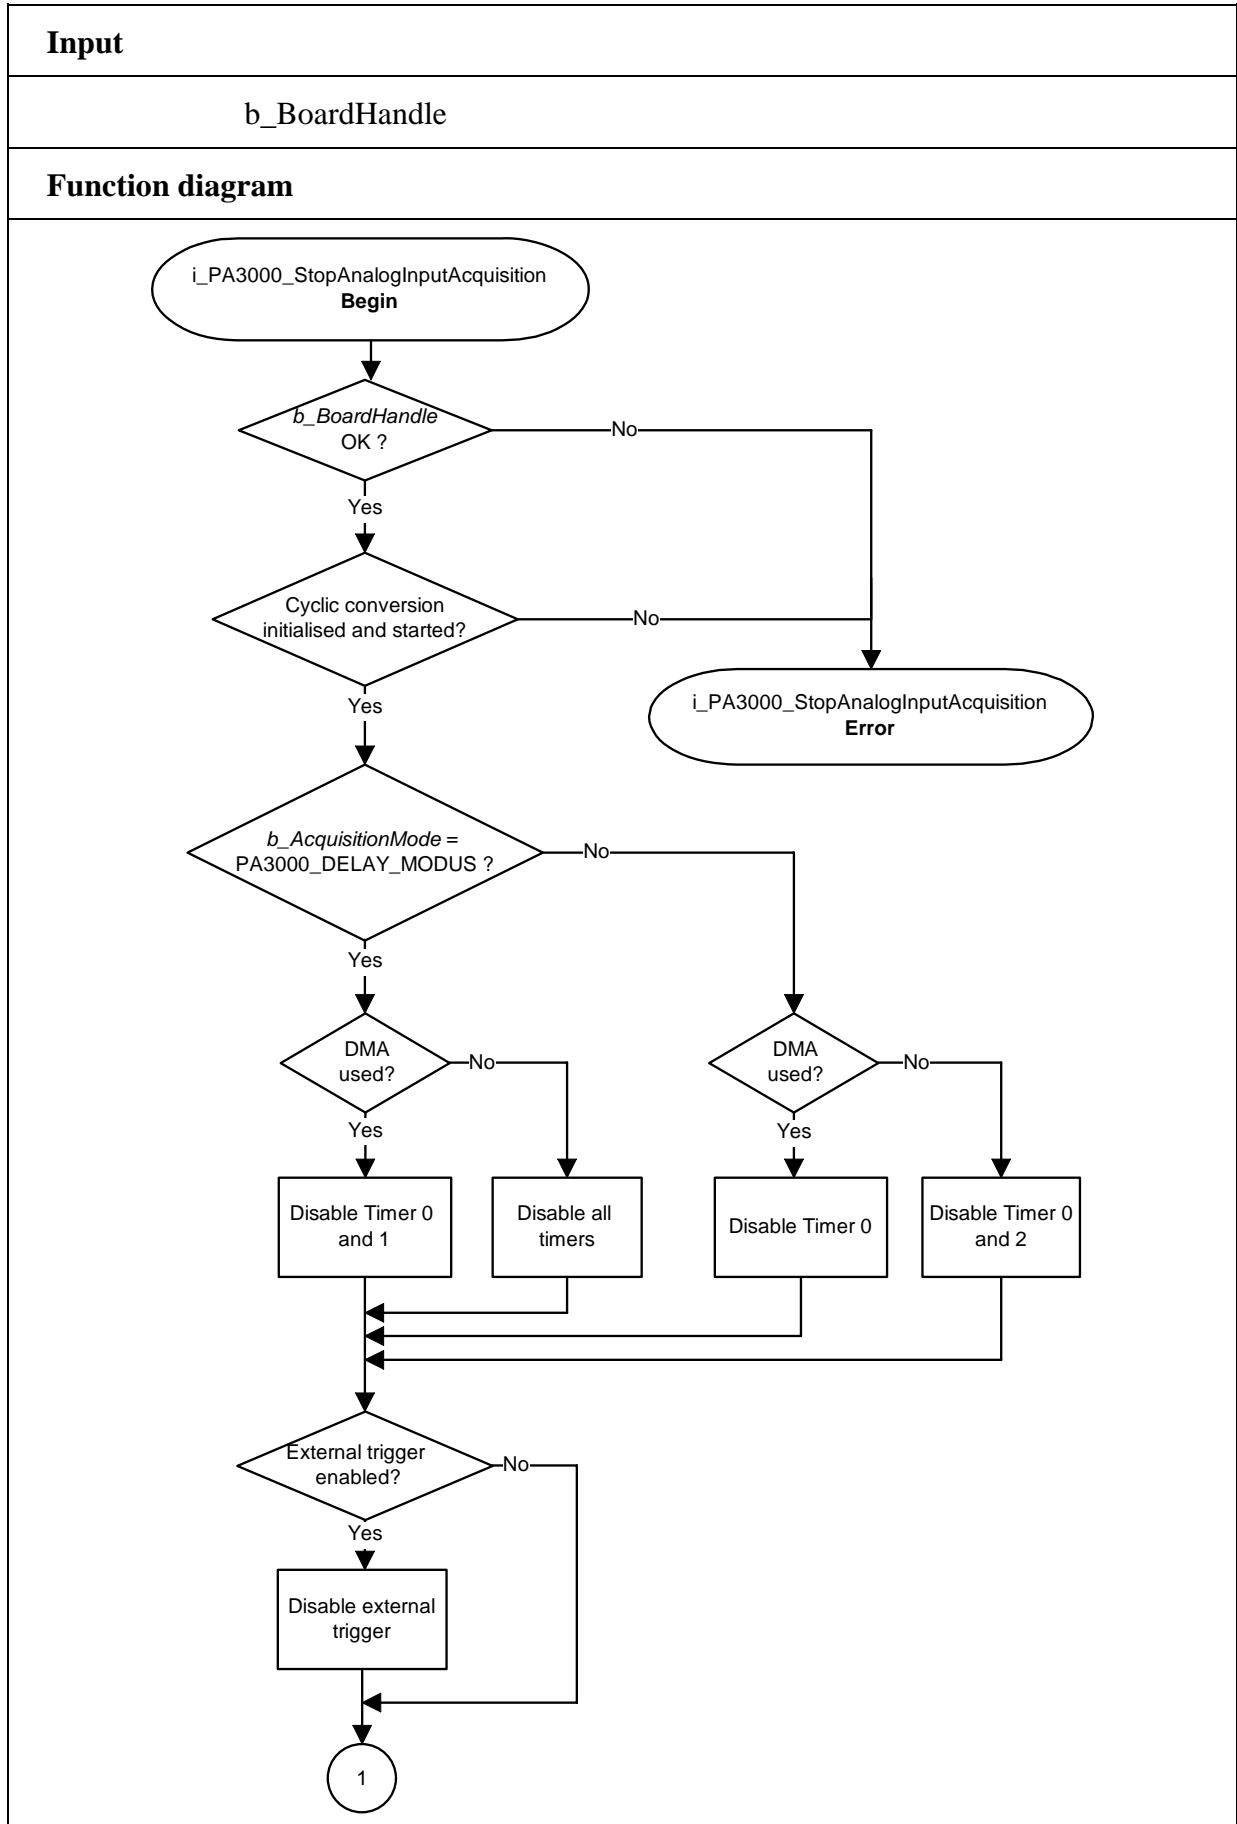 Input
b_BoardHandle
Function diagram
i_PA3000_StopAnalogInputAcquisition
Begin
b_BoardHandle
OK ?
No
Yes
Cyclic conversion
initialised and started?
No
Yes
i_PA3000_StopAnalogInputAcquisition
Error
b_AcquisitionMode =
PA3000_DELAY_MODUS ?
No
Yes
DMA
used?
No
Yes
DMA
used?
No
Yes
Disable Timer 0
and 1
Disable all
timers
Disable Timer 0
Disable Timer 0
and 2
External trigger
enabled?
No
Yes
Disable external
trigger
1